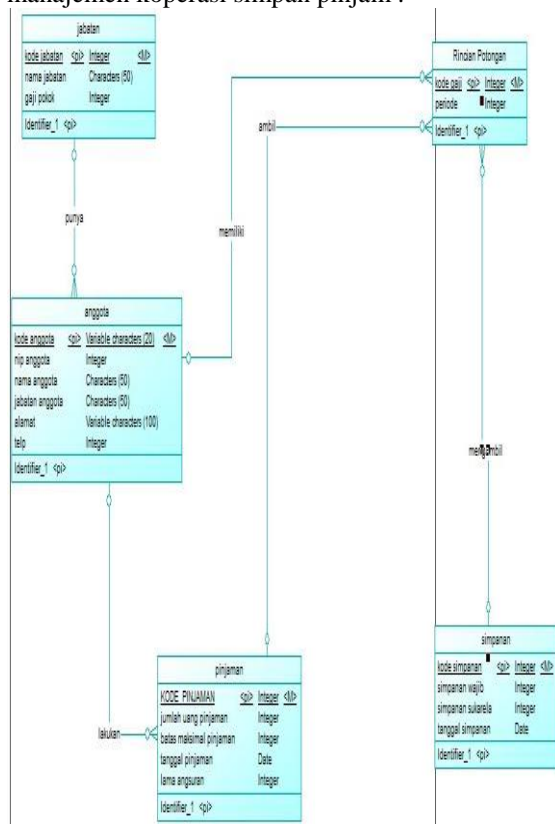 manajemen koperasi simpan pinjam .
jabatan
kode jabatan <pi> Integer <M>
nama jabatan Characters (50)
gaji pokok Integer
Identifier_1 <pi>
Rincian Potongan
kode gaji <pi> Integer <M>
periode Integer
Identifier_1 <pi>
ambil
punya
memiliki
anggota
kode anggota <pi> Variable characters (20) <M>
nip anggota Integer
nama anggota Characters (50)
jabatan anggota Characters (50)
alamat Variable characters (100)
telp Integer
Identifier_1 <pi>
mengambil
simpanan
kode simpanan <pi> Integer <M>
simpanan wajib Integer
simpanan sukarela Integer
tanggal simpanan Date
Identifier_1 <pi>
pinjaman
KODE_PINJAMAN <pi> Integer <M>
jumlah uang pinjaman Integer
batas maksimal pinjaman Integer
tanggal pinjaman Date
lama angsuran Integer
Identifier_1 <pi>
lakukan